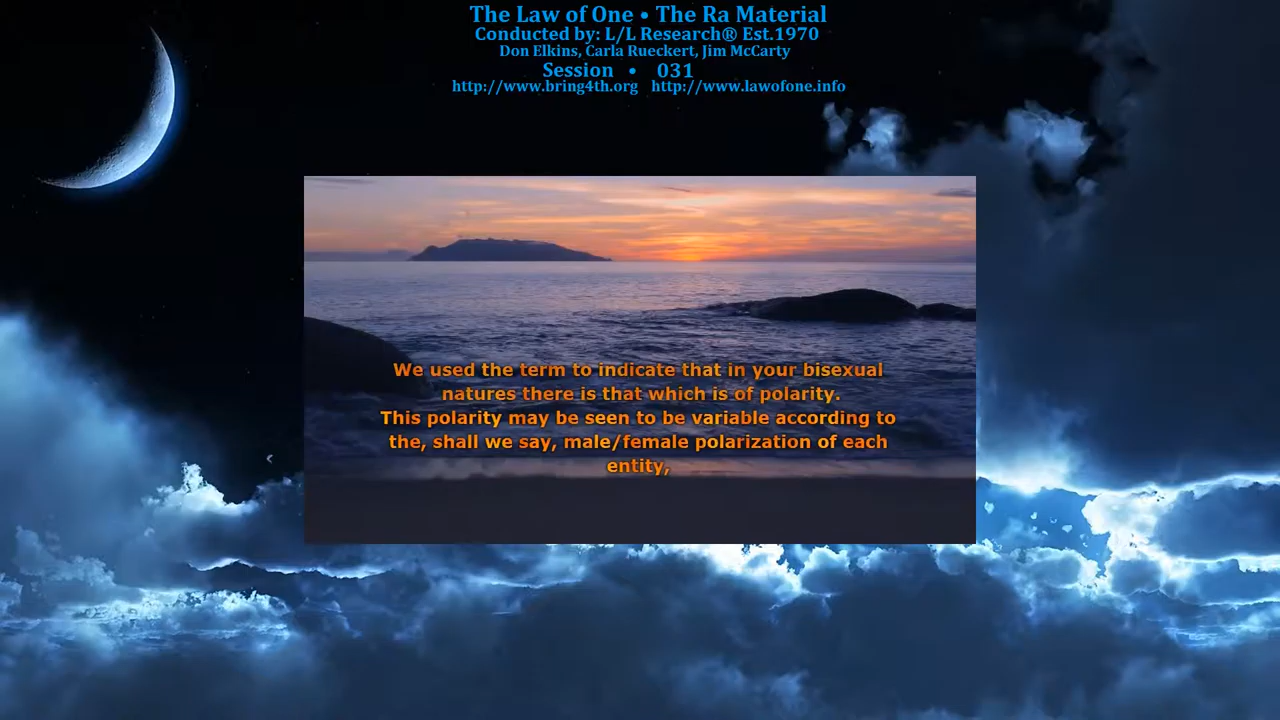 The Law of One • The Ra Material
Conducted by: L/L Research® Est.1970
Don Elkins, Carla Rueckert, Jim McCarty
Session • 031
http://www.bring4th.org http://www.lawofone.info
We used the term to indicate that in your bisexual
natures there is that which is of polarity.
This polarity may be seen to be variable according to
the, shall we say, male/female polarization of each
entity,